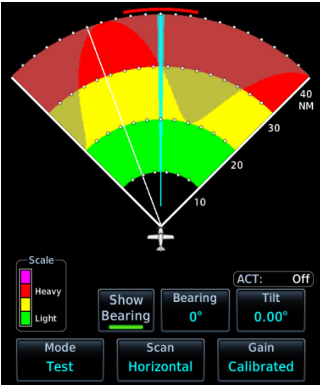 40
NM
30
20
10
Scale
Heavy
Light
ACT: Off
Show
Bearing
Bearing
0°
Tilt
0.00°
Mode
Test
Scan
Horizontal
Gain
Calibrated